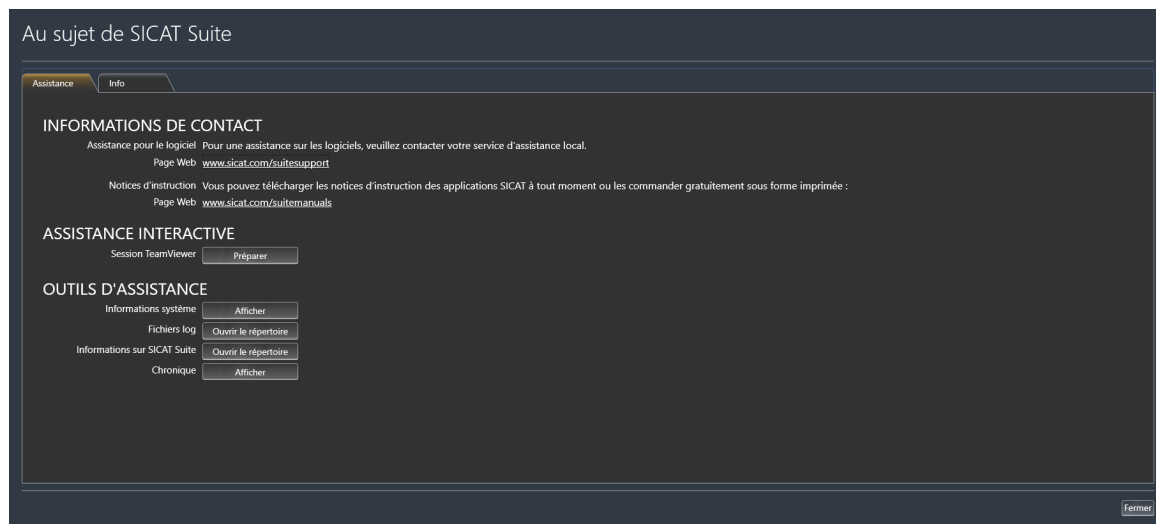 Au sujet de SICAT Suite
Assistance Info
INFORMATIONS DE CONTACT
Assistance pour le logiciel Pour une assistance sur les logiciels, veuillez contacter votre service d'assistance local.
Page Web www.sicat.com/suitesupport
Notices d'instruction Vous pouvez télécharger les notices d'instruction des applications SICAT à tout moment ou les commander gratuitement sous forme imprimée :
Page Web www.sicat.com/suitemanuals
ASSISTANCE INTERACTIVE
Session TeamViewer Préparer
OUTILS D'ASSISTANCE
Informations système Afficher
Fichiers log Ouvrir le répertoire
Informations sur SICAT Suite Ouvrir le répertoire
Chronique Afficher
Fermer